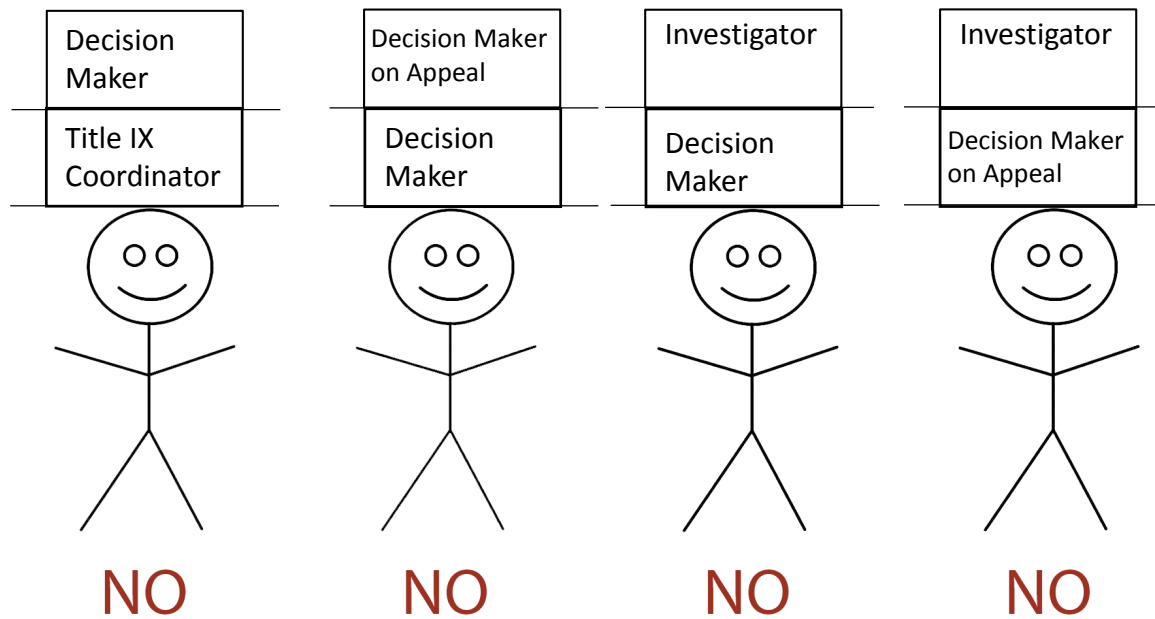 Decision
Maker
Title IX
Coordinator
NO
Decision Maker
on Appeal
Decision
Maker
NO
Investigator
Decision
Maker
NO
Investigator
Decision Maker
on Appeal
NO